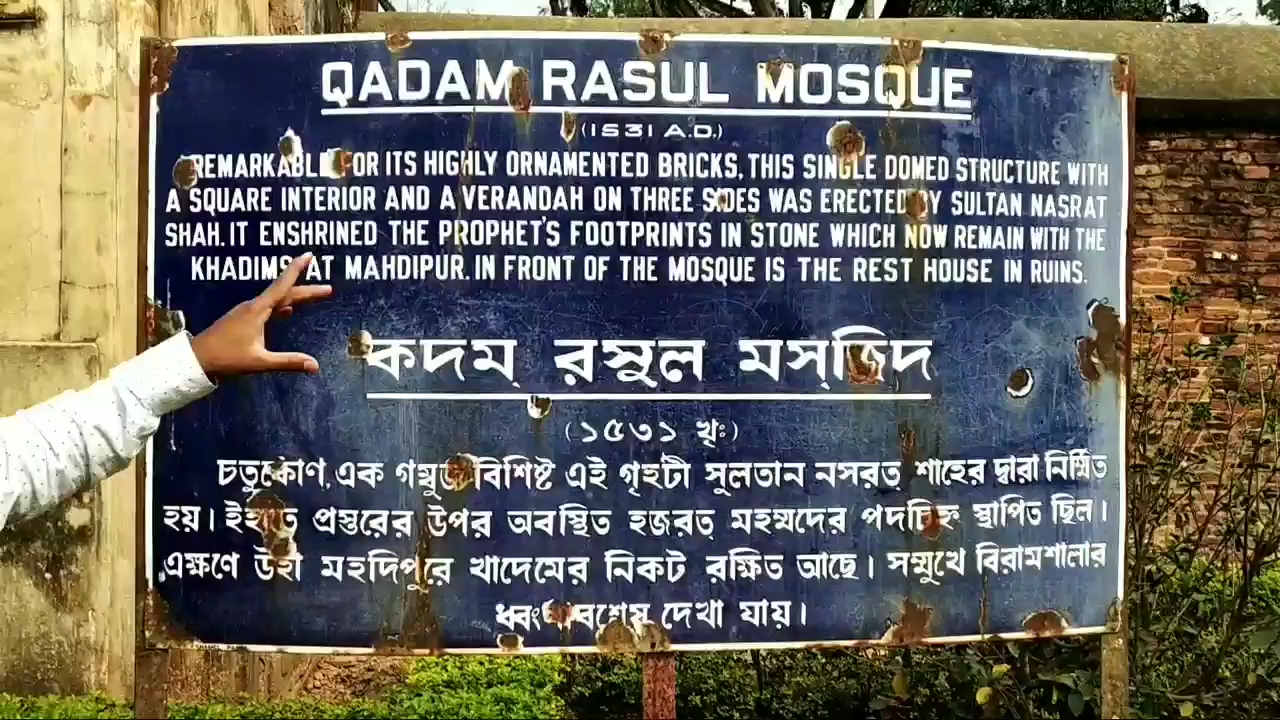 QADAM RASUL MOSQUE
(1531 A.D.)
REMARKABLE FOR ITS HIGHLY ORNAMENTED BRICKS, THIS SINGLE DOMED STRUCTURE WITH
A SQUARE INTERIOR AND A VERANDAH ON THREE SIDES WAS ERECTED BY SULTAN NASRAT
SHAH. IT ENSHRINED THE PROPHET'S FOOTPRINTS IN STONE WHICH NOW REMAIN WITH THE
KHADIMS AT MAHDIPUR. IN FRONT OF THE MOSQUE IS THE REST HOUSE IN RUINS.
কদম্ রসুল মস্জিদ
(১৫৩১ খৃঃ)
চতুষ্কোণ, এক গম্বুজ বিশিষ্ট এই গৃহটী সুলতান নসরত্ শাহের দ্বারা নির্ম্মিত
হয়। ইহাতে প্রস্তরের উপর অবস্থিত হজরত্ মহম্মদের পদচিহ্ন স্থাপিত ছিল।
এক্ষণে উহা মহদিপুরে খাদেমের নিকট রক্ষিত আছে। সম্মুখে বিরামশালার
ধ্বংসাবশেষ দেখা যায়।